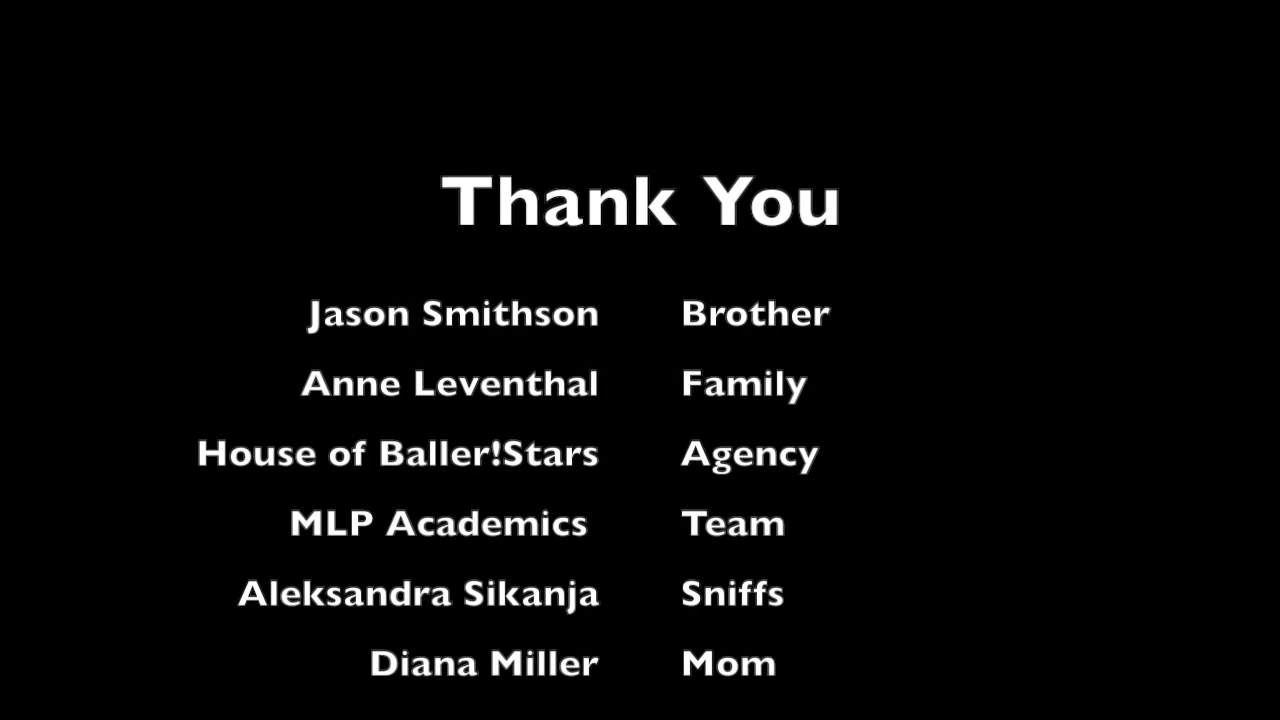 Thank You
Jason Smithson Brother
Anne Leventhal Family
House of Baller!Stars Agency
MLP Academics Team
Aleksandra Sikanja Sniffs
Diana Miller Mom